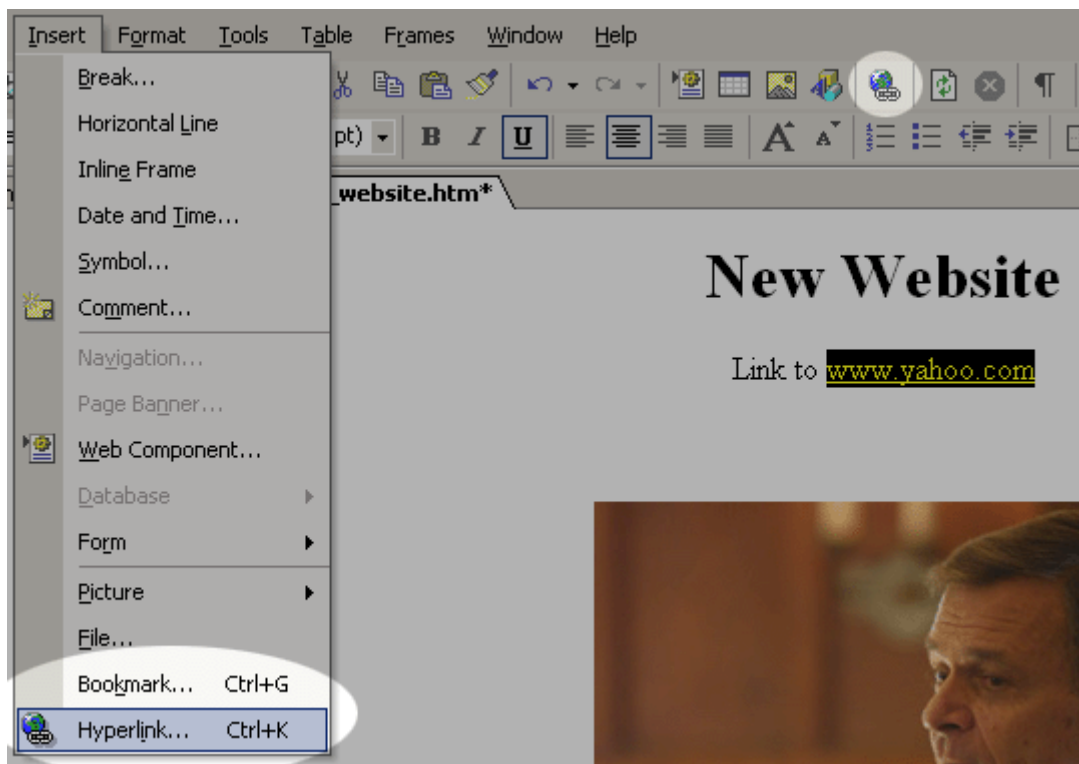 Insert Format Tools Table Frames Window Help
Break...
Horizontal Line
Inline Frame
Date and Time...
Symbol...
Comment...
Navigation...
Page Banner...
Web Component...
Database
Form
Picture
File...
Bookmark... Ctrl+G
Hyperlink... Ctrl+K
pt) B I U A A
_website.htm*
New Website
Link to www.yahoo.com